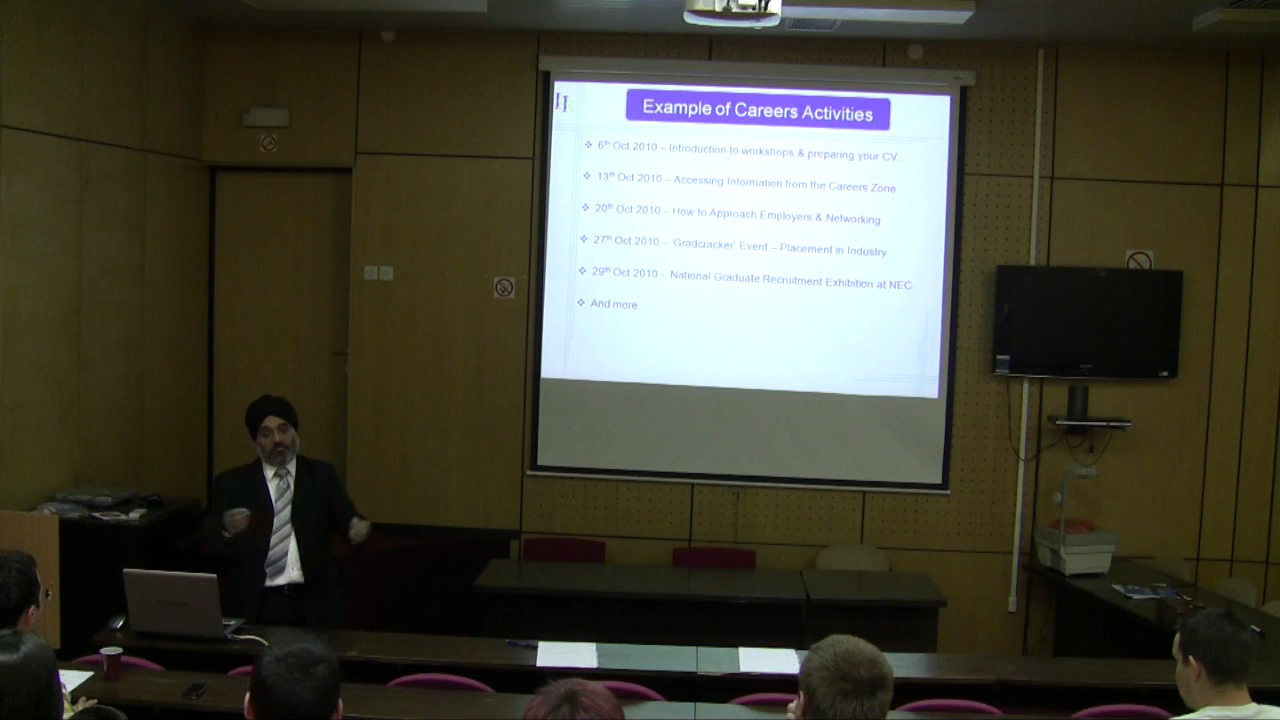 Example of Careers Activities
6th Oct 2010 – Introduction to workshops & preparing your CV.
13th Oct 2010 – Accessing Information from the Careers Zone
20th Oct 2010 – How to Approach Employers & Networking
27th Oct 2010 – 'Gradcracker' Event – Placement in Industry
29th Oct 2010 - National Graduate Recruitment Exhibition at NEC
And more ...